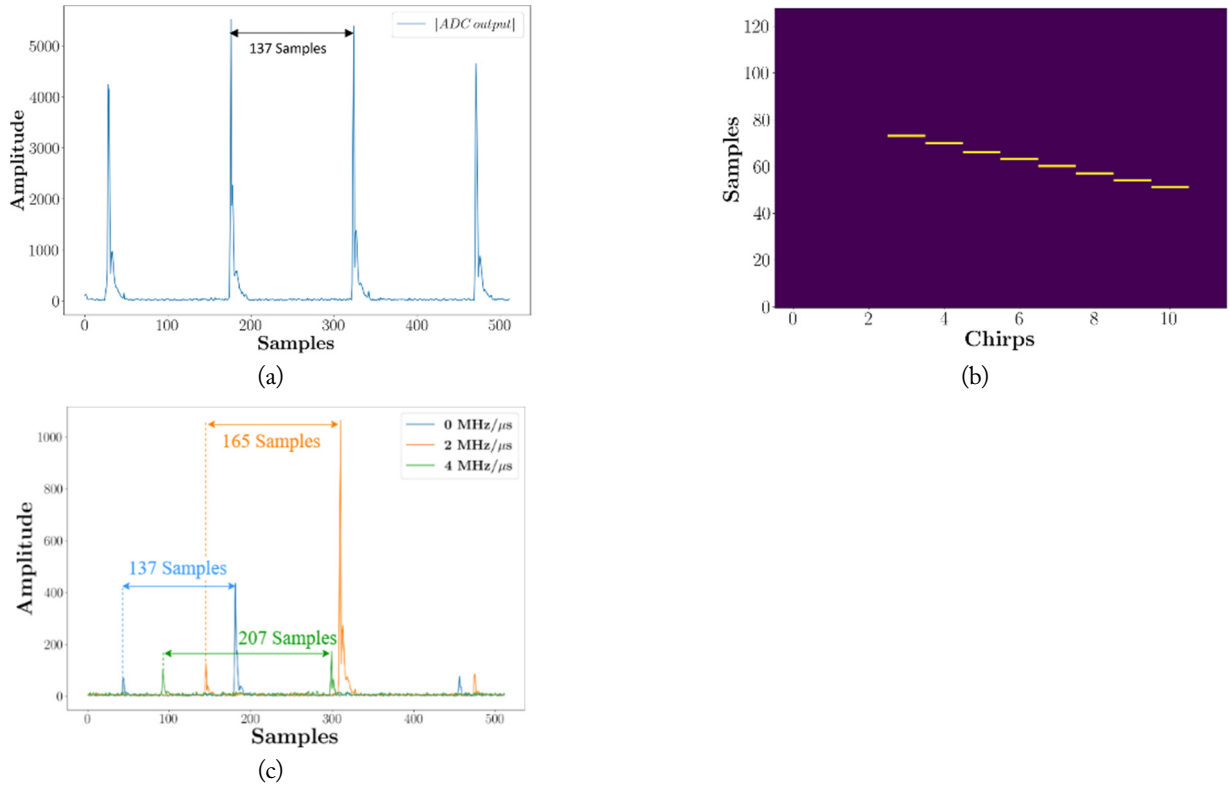 |ADC output|
137 Samples
Amplitude
5000
4000
3000
2000
1000
0
0 100 200 300 400 500
Samples
(a)
Samples
120
100
80
60
40
20
0
0 2 4 6 8 10
Chirps
(b)
0 MHz/μs
2 MHz/μs
4 MHz/μs
165 Samples
137 Samples
207 Samples
Amplitude
1000
800
600
400
200
0
0 100 200 300 400 500
Samples
(c)